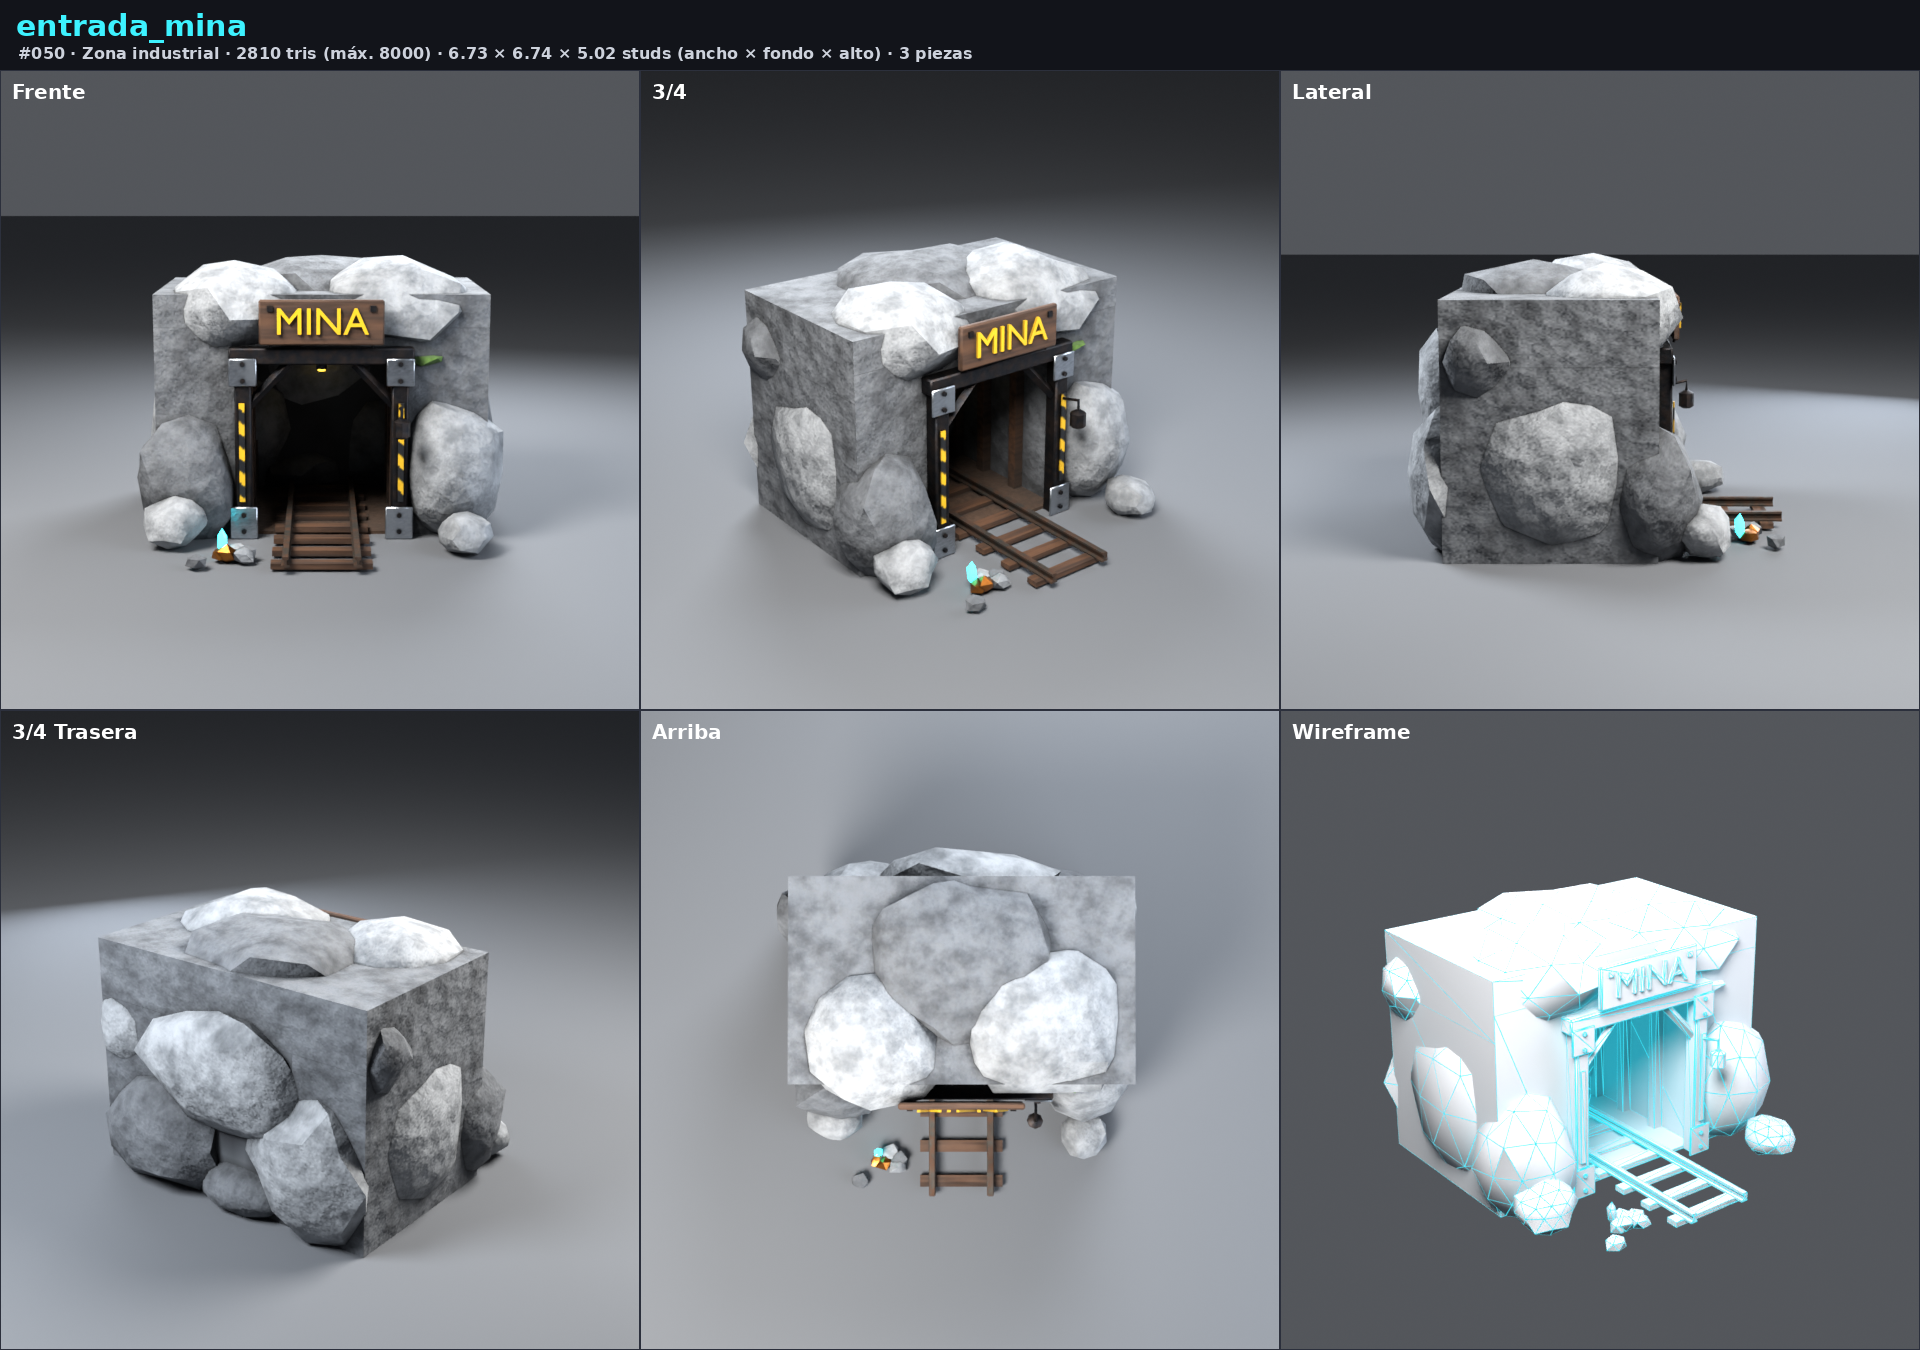 entrada_mina
#050 · Zona industrial · 2810 tris (máx. 8000) · 6.73 × 6.74 × 5.02 studs (ancho × fondo × alto) · 3 piezas
Frente
3/4
Lateral
MINA
MINA
3/4 Trasera
Arriba
Wireframe
MINA